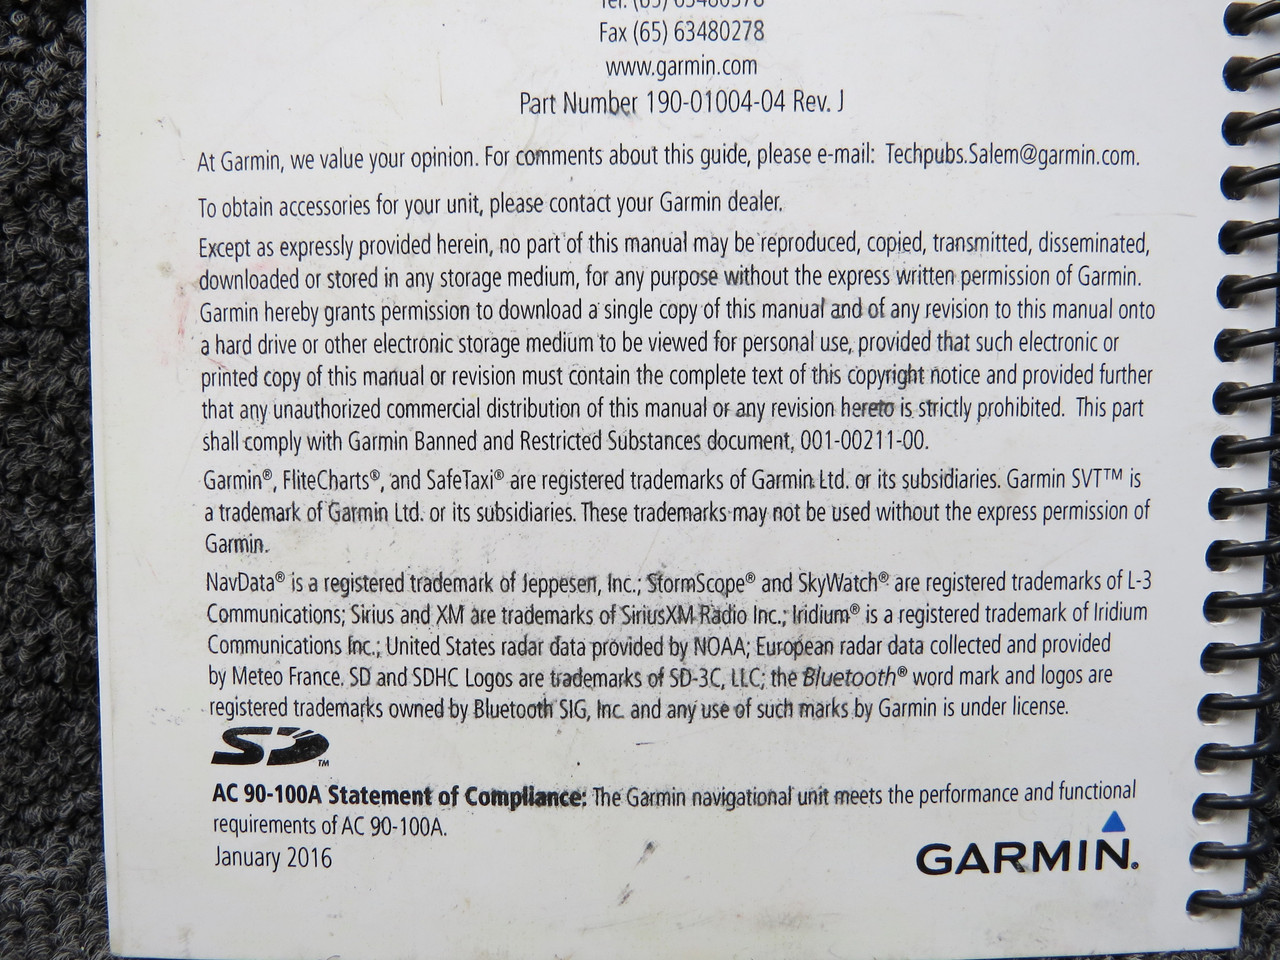 Tel. (65) 63480378
Fax (65) 63480278
www.garmin.com
Part Number 190-01004-04 Rev. J
At Garmin, we value your opinion. For comments about this guide, please e-mail: Techpubs.Salem@garmin.com.
To obtain accessories for your unit, please contact your Garmin dealer.
Except as expressly provided herein, no part of this manual may be reproduced, copied, transmitted, disseminated,
downloaded or stored in any storage medium, for any purpose without the express written permission of Garmin.
Garmin hereby grants permission to download a single copy of this manual and of any revision to this manual onto
a hard drive or other electronic storage medium to be viewed for personal use, provided that such electronic or
printed copy of this manual or revision must contain the complete text of this copyright notice and provided further
that any unauthorized commercial distribution of this manual or any revision hereto is strictly prohibited. This part
shall comply with Garmin Banned and Restricted Substances document, 001-00211-00.
Garmin®, FliteCharts®, and SafeTaxi® are registered trademarks of Garmin Ltd. or its subsidiaries. Garmin SVT™ is
a trademark of Garmin Ltd. or its subsidiaries. These trademarks may not be used without the express permission of
Garmin.
NavData® is a registered trademark of Jeppesen, Inc.; StormScope® and SkyWatch® are registered trademarks of L-3
Communications; Sirius and XM are trademarks of SiriusXM Radio Inc.; Iridium® is a registered trademark of Iridium
Communications Inc.; United States radar data provided by NOAA; European radar data collected and provided
by Meteo France. SD and SDHC Logos are trademarks of SD-3C, LLC; the Bluetooth® word mark and logos are
registered trademarks owned by Bluetooth SIG, Inc. and any use of such marks by Garmin is under license.
SD™
AC 90-100A Statement of Compliance: The Garmin navigational unit meets the performance and functional
requirements of AC 90-100A.
January 2016
GARMIN®